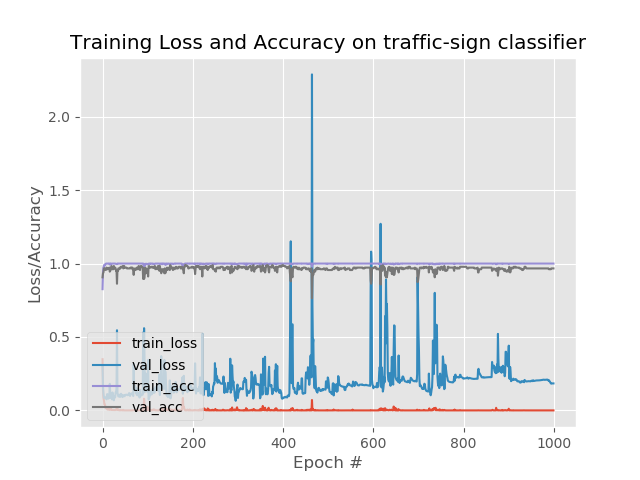 Training Loss and Accuracy on traffic-sign classifier
2.0
1.5
1.0
0.5
0.0
Loss/Accuracy
train_loss
val_loss
train_acc
val_acc
0 200 400 600 800 1000
Epoch #